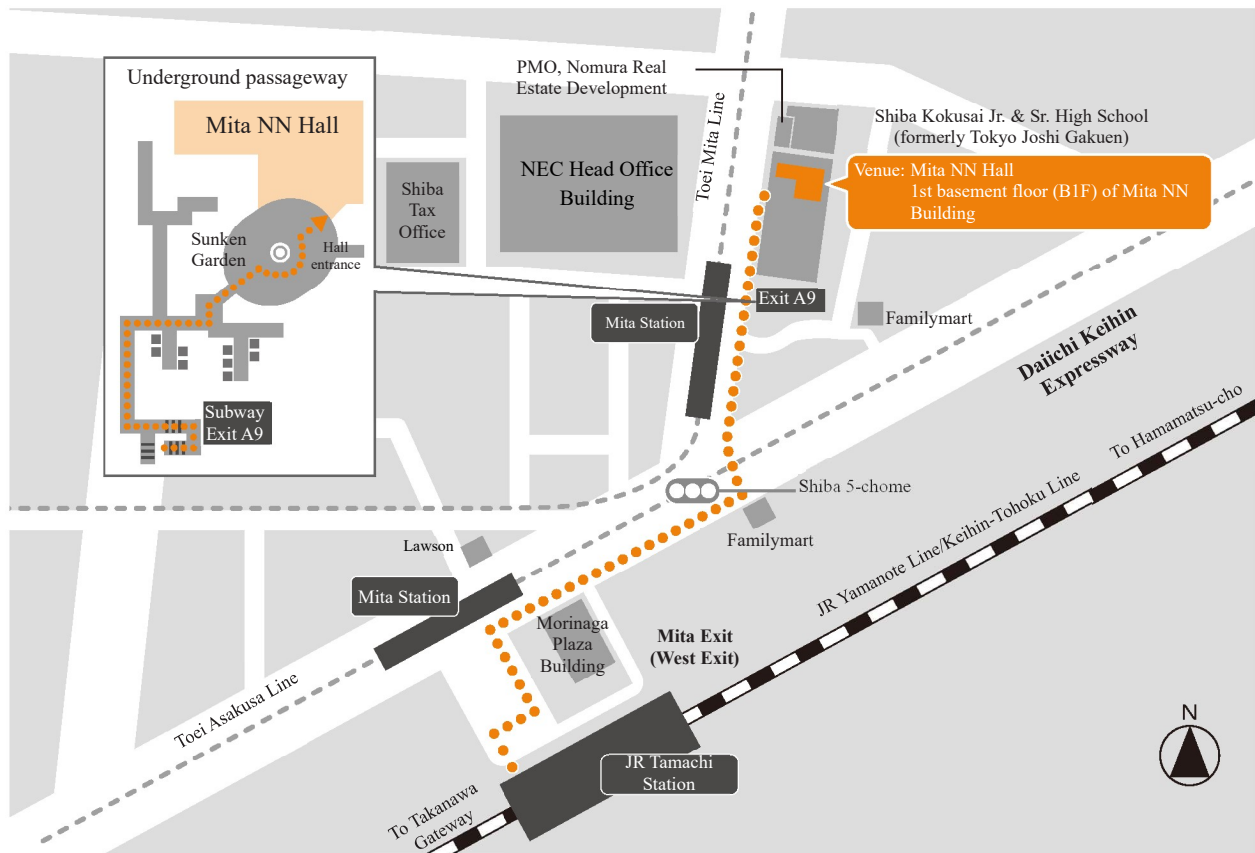 Underground passageway
Mita NN Hall
Sunken
Garden
Hall
entrance
Subway
Exit A9
PMO, Nomura Real
Estate Development
Toei Mita Line
Shiba Kokusai Jr. & Sr. High School
(formerly Tokyo Joshi Gakuen)
NEC Head Office
Building
Shiba
Tax
Office
Venue: Mita NN Hall
1st basement floor (B1F) of Mita NN
Building
Exit A9
Mita Station
Familymart
Daiichi Keihin
Expressway
To Hamamatsu-cho
JR Yamanote Line/Keihin-Tohoku Line
Shiba 5-chome
Familymart
Lawson
Mita Station
Morinaga
Plaza
Building
Mita Exit
(West Exit)
Toei Asakusa Line
JR Tamachi
Station
To Takanawa
Gateway
N